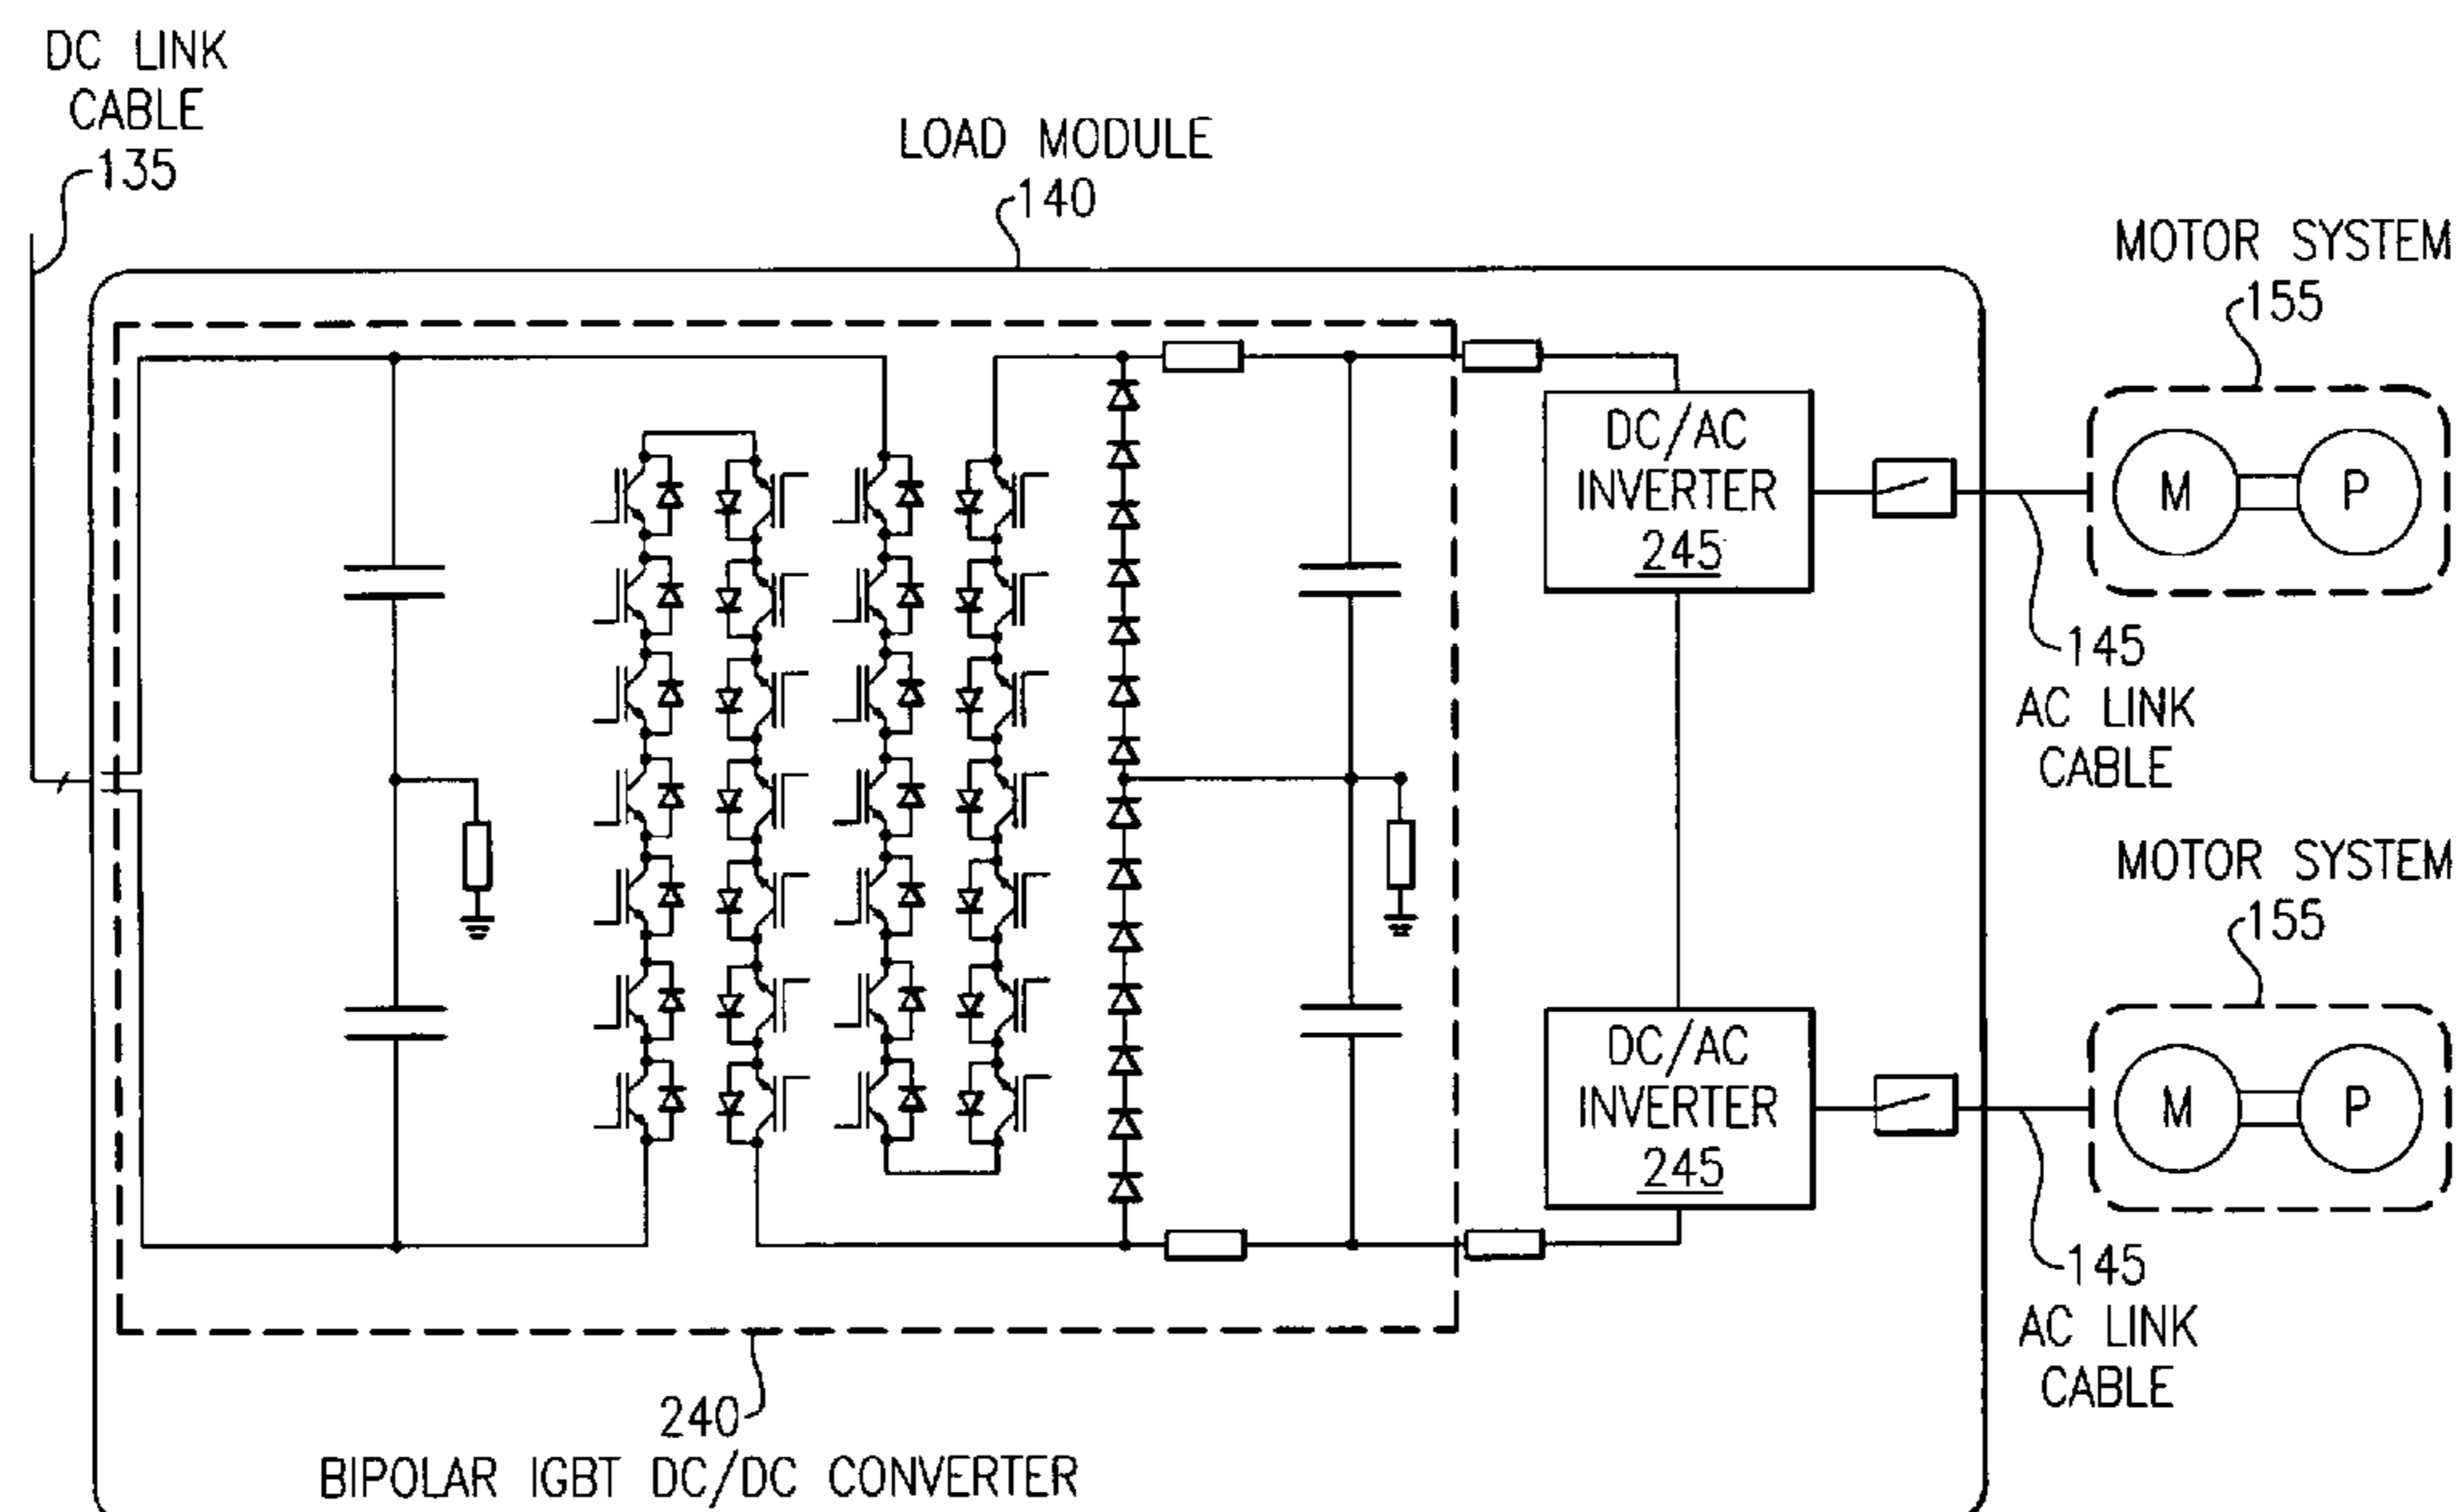 DC LINK
CABLE
135
LOAD MODULE
140
MOTOR SYSTEM
155
DC/AC
INVERTER
245
M
P
145
AC LINK
CABLE
MOTOR SYSTEM
155
DC/AC
INVERTER
245
M
P
145
AC LINK
CABLE
240
BIPOLAR IGBT DC/DC CONVERTER